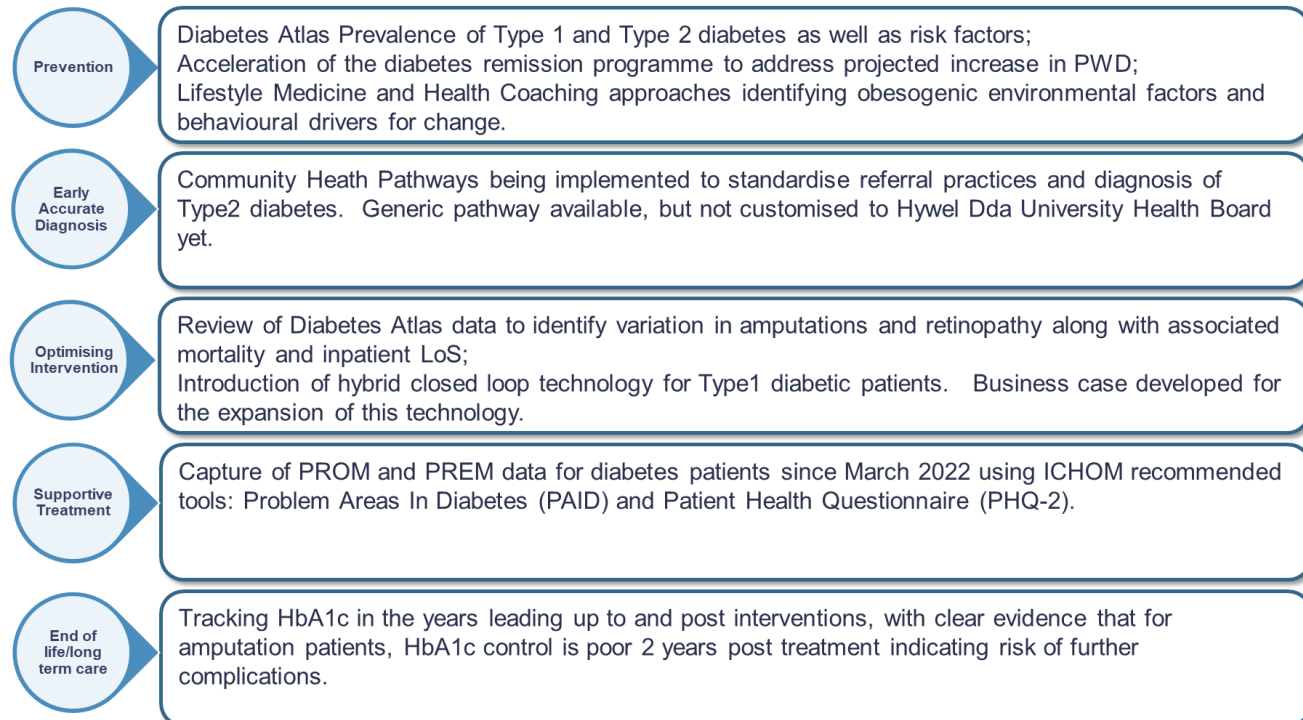 Prevention
Diabetes Atlas Prevalence of Type 1 and Type 2 diabetes as well as risk factors;
Acceleration of the diabetes remission programme to address projected increase in PWD;
Lifestyle Medicine and Health Coaching approaches identifying obesogenic environmental factors and
behavioural drivers for change.
Early
Accurate
Diagnosis
Community Heath Pathways being implemented to standardise referral practices and diagnosis of
Type2 diabetes. Generic pathway available, but not customised to Hywel Dda University Health Board
yet.
Optimising
Intervention
Review of Diabetes Atlas data to identify variation in amputations and retinopathy along with associated
mortality and inpatient LoS;
Introduction of hybrid closed loop technology for Type1 diabetic patients. Business case developed for
the expansion of this technology.
Supportive
Treatment
Capture of PROM and PREM data for diabetes patients since March 2022 using ICHOM recommended
tools: Problem Areas In Diabetes (PAID) and Patient Health Questionnaire (PHQ-2).
End of
life/long
term care
Tracking HbA1c in the years leading up to and post interventions, with clear evidence that for
amputation patients, HbA1c control is poor 2 years post treatment indicating risk of further
complications.